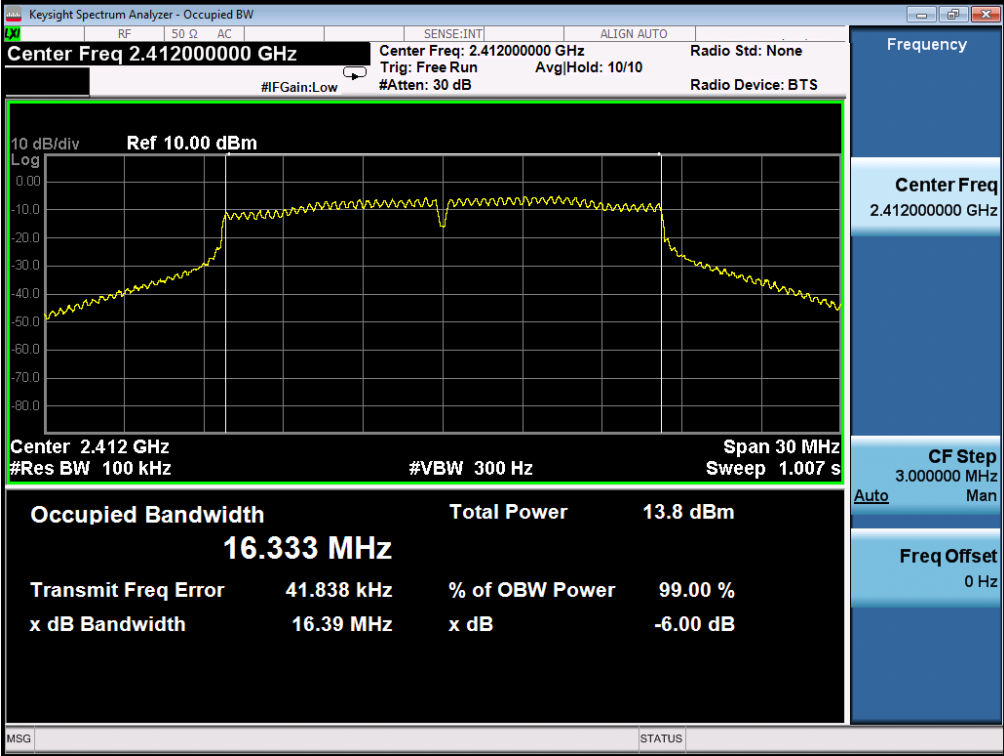 Keysight Spectrum Analyzer - Occupied BW
LXI RF 50 Ω AC SENSE:INT ALIGN AUTO
Center Freq 2.412000000 GHz
Center Freq: 2.412000000 GHz Radio Std: None
Trig: Free Run Avg|Hold: 10/10
#IFGain:Low #Atten: 30 dB Radio Device: BTS
10 dB/div Ref 10.00 dBm
Log
0.00
-10.0
-20.0
-30.0
-40.0
-50.0
-60.0
-70.0
-80.0
Center 2.412 GHz Span 30 MHz
#Res BW 100 kHz #VBW 300 Hz Sweep 1.007 s
Occupied Bandwidth Total Power 13.8 dBm
16.333 MHz
Transmit Freq Error 41.838 kHz % of OBW Power 99.00 %
x dB Bandwidth 16.39 MHz x dB -6.00 dB
Frequency
Center Freq
2.412000000 GHz
CF Step
3.000000 MHz
Auto Man
Freq Offset
0 Hz
MSG STATUS